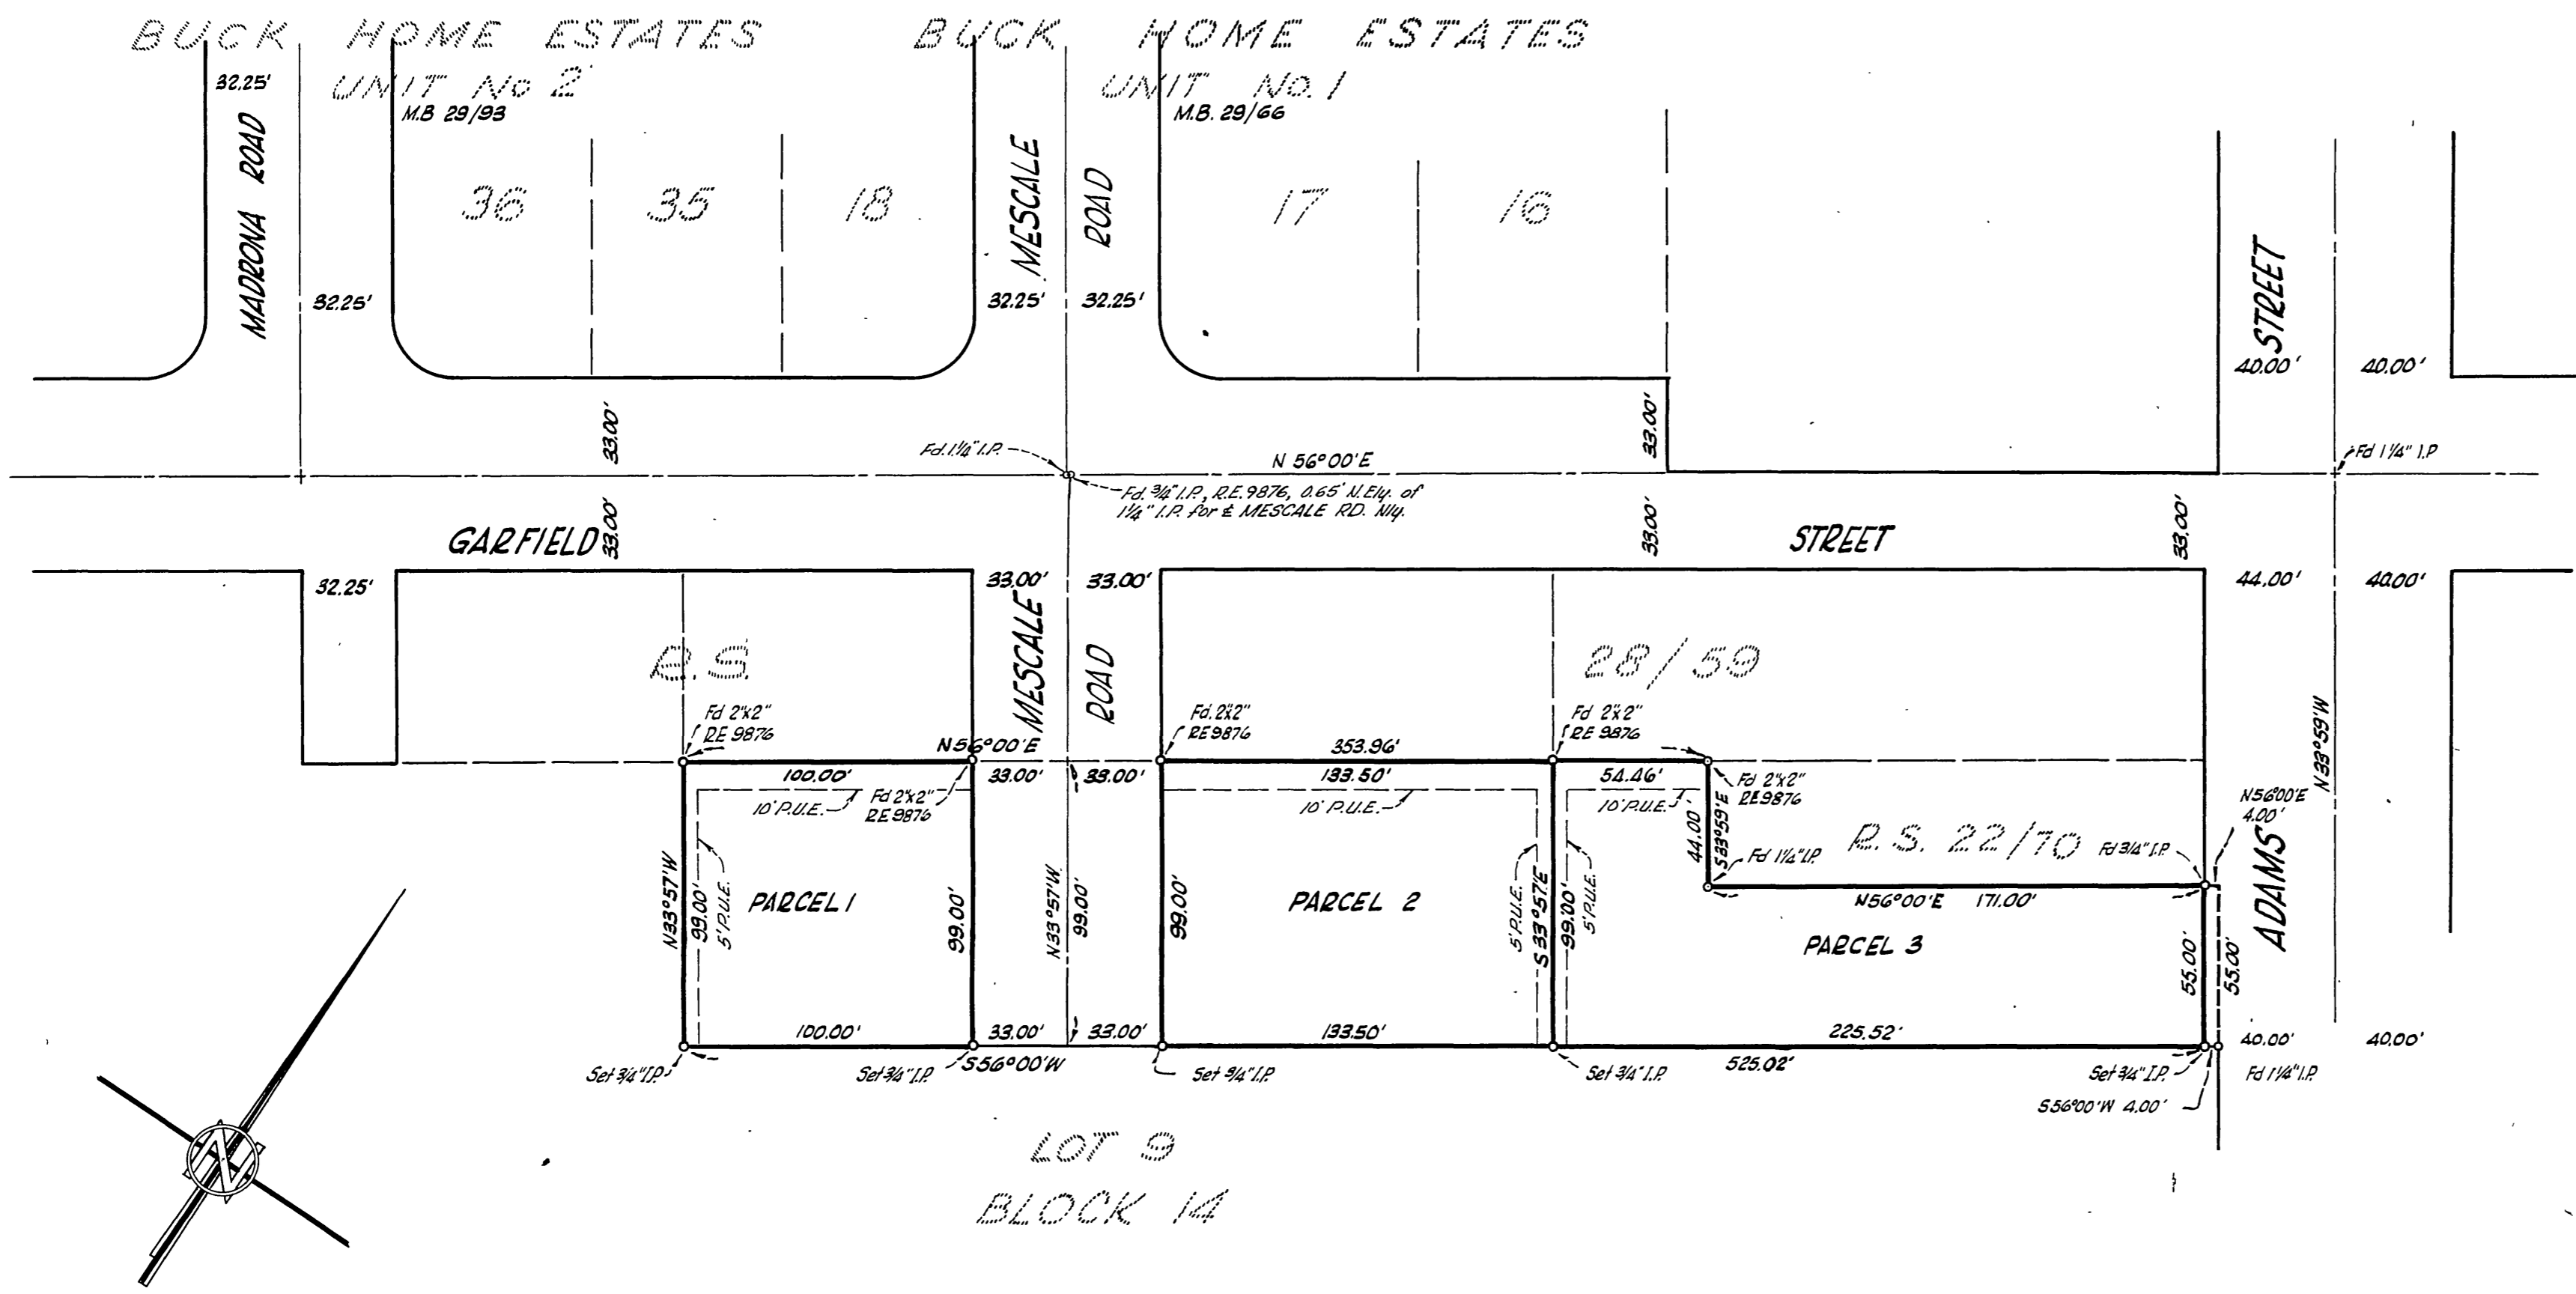 BUCK HOME ESTATES
UNIT No 2
M.B 29/93
BUCK HOME ESTATES
UNIT No. 1
M.B. 29/66
32.25'
MADRONA ROAD
32.25'
36
35
18
MESCALE ROAD
32.25'
32.25'
17
16
STREET
40.00'
40.00'
33.00'
33.00'
Fd. 1¼" I.P.
N 56°00'E
Fd 1¼" I.P
Fd. ¾" I.P., R.E. 9876, 0.65' N.Ely. of
1¼" I.P. for ℄ MESCALE RD. Nly.
GARFIELD
33.00'
33.00'
STREET
33.00'
32.25'
33.00'
33.00'
44.00'
40.00'
MESCALE ROAD
R.S.
28/59
N33°59'W
Fd 2"x2"
RE 9876
N56°00'E
Fd. 2"x2"
RE 9876
353.96'
Fd 2"x2"
RE 9876
100.00'
33.00'
33.00'
133.50'
54.46'
Fd 2"x2"
RE 9876
10' P.U.E.
Fd 2"x2"
RE 9876
10' P.U.E.
10' P.U.E.
44.00'
S33°59'E
N56°00'E
4.00'
R.S. 22/70
Fd 1¼" I.P.
Fd ¾" I.P.
N33°57'W
99.00'
5' P.U.E.
PARCEL 1
99.00'
N33°57'W
99.00'
99.00'
PARCEL 2
5' P.U.E.
S 33°57'E
99.00'
5' P.U.E.
N56°00'E 171.00'
PARCEL 3
55.00'
55.00'
ADAMS
100.00'
33.00'
33.00'
133.50'
225.52'
40.00'
40.00'
S56°00'W
525.02'
Set ¾" I.P.
Set ¾" I.P.
Set ¾" I.P.
Set ¾" I.P.
Set ¾" I.P.
Fd 1¼" I.P.
S56°00'W 4.00'
LOT 9
BLOCK 14
N